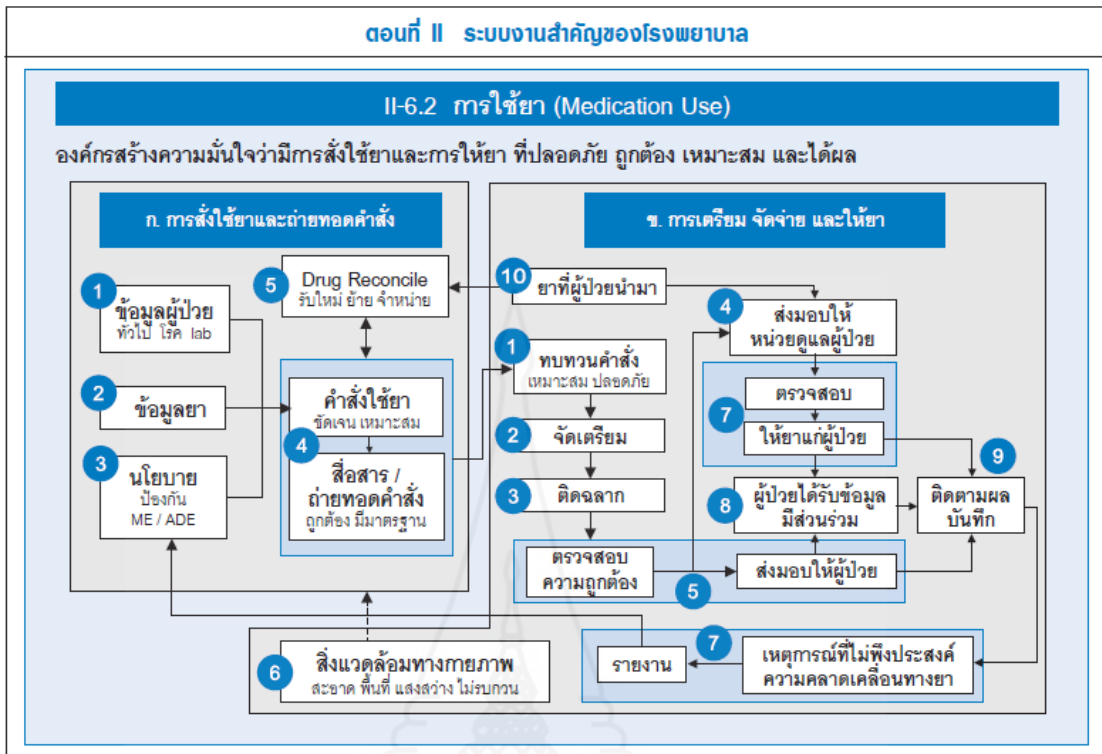 ตอนที่ II ระบบงานสำคัญของโรงพยาบาล
II-6.2 การใช้ยา (Medication Use)
องค์กรสร้างความมั่นใจว่ามีการสั่งใช้ยาและการให้ยา ที่ปลอดภัย ถูกต้อง เหมาะสม และได้ผล
ก. การสั่งใช้ยาและถ่ายทอดคำสั่ง
1
ข้อมูลผู้ป่วย
ทั่วไป โรค lab
2
ข้อมูลยา
3
นโยบาย
ป้องกัน
ME / ADE
5
Drug Reconcile
รับใหม่ ย้าย จำหน่าย
คำสั่งใช้ยา
ชัดเจน เหมาะสม
4
สื่อสาร /
ถ่ายทอดคำสั่ง
ถูกต้อง มีมาตรฐาน
6
สิ่งแวดล้อมทางกายภาพ
สะอาด พื้นที่ แสงสว่าง ไม่รบกวน
ข. การเตรียม จัดจ่าย และให้ยา
10
ยาที่ผู้ป่วยนำมา
1
ทบทวนคำสั่ง
เหมาะสม ปลอดภัย
2
จัดเตรียม
3
ติดฉลาก
ตรวจสอบ
ความถูกต้อง
5
ส่งมอบให้ผู้ป่วย
4
ส่งมอบให้
หน่วยดูแลผู้ป่วย
ตรวจสอบ
7
ให้ยาแก่ผู้ป่วย
8
ผู้ป่วยได้รับข้อมูล
มีส่วนร่วม
9
ติดตามผล
บันทึก
7
รายงาน
เหตุการณ์ที่ไม่พึงประสงค์
ความคลาดเคลื่อนทางยา